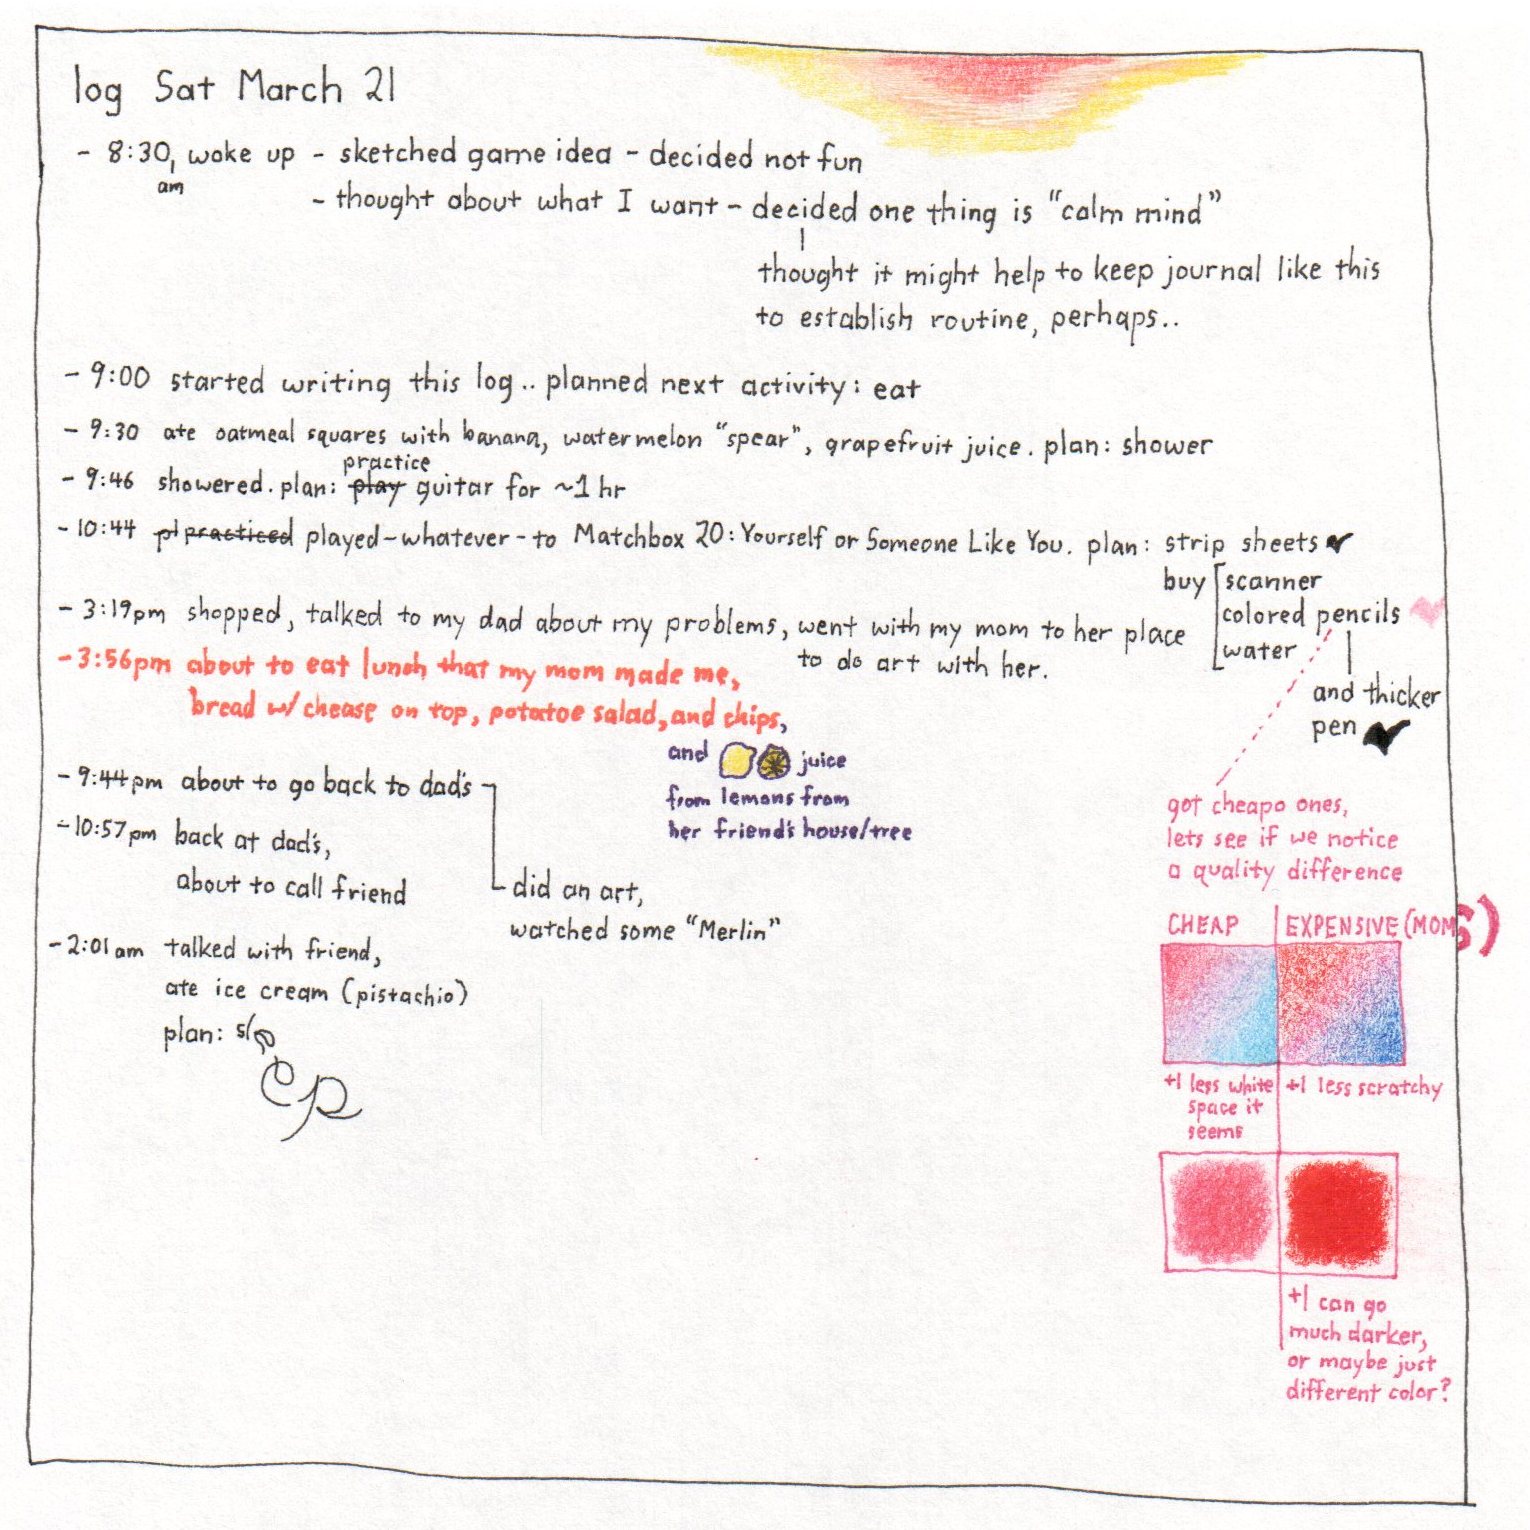 log Sat March 21
- 8:30, woke up - sketched game idea - decided not fun
am
- thought about what I want - decided one thing is "calm mind"
thought it might help to keep journal like this
to establish routine, perhaps..
- 9:00 started writing this log.. planned next activity: eat
- 9:30 ate oatmeal squares with banana, watermelon "spear", grapefruit juice. plan: shower
practice
- 9:46 showered. plan: play guitar for ~1 hr
- 10:44 pl practiced played - whatever - to Matchbox 20: Yourself or Someone Like You. plan: strip sheets
buy scanner
colored pencils
water
and thicker
pen
- 3:19pm shopped, talked to my dad about my problems, went with my mom to her place
to do art with her.
- 3:56pm about to eat lunch that my mom made me,
bread w/ chease on top, potatoe salad, and chips,
and juice
from lemons from
her friend's house/tree
- 9:44pm about to go back to dad's
did an art,
watched some "Merlin"
- 10:57pm back at dad's,
about to call friend
- 2:01am talked with friend,
ate ice cream (pistachio)
plan: sleep
got cheapo ones,
lets see if we notice
a quality difference
CHEAP EXPENSIVE (MOMS)
+1 less white
space it
seems
+1 less scratchy
+1 can go
much darker,
or maybe just
different color?